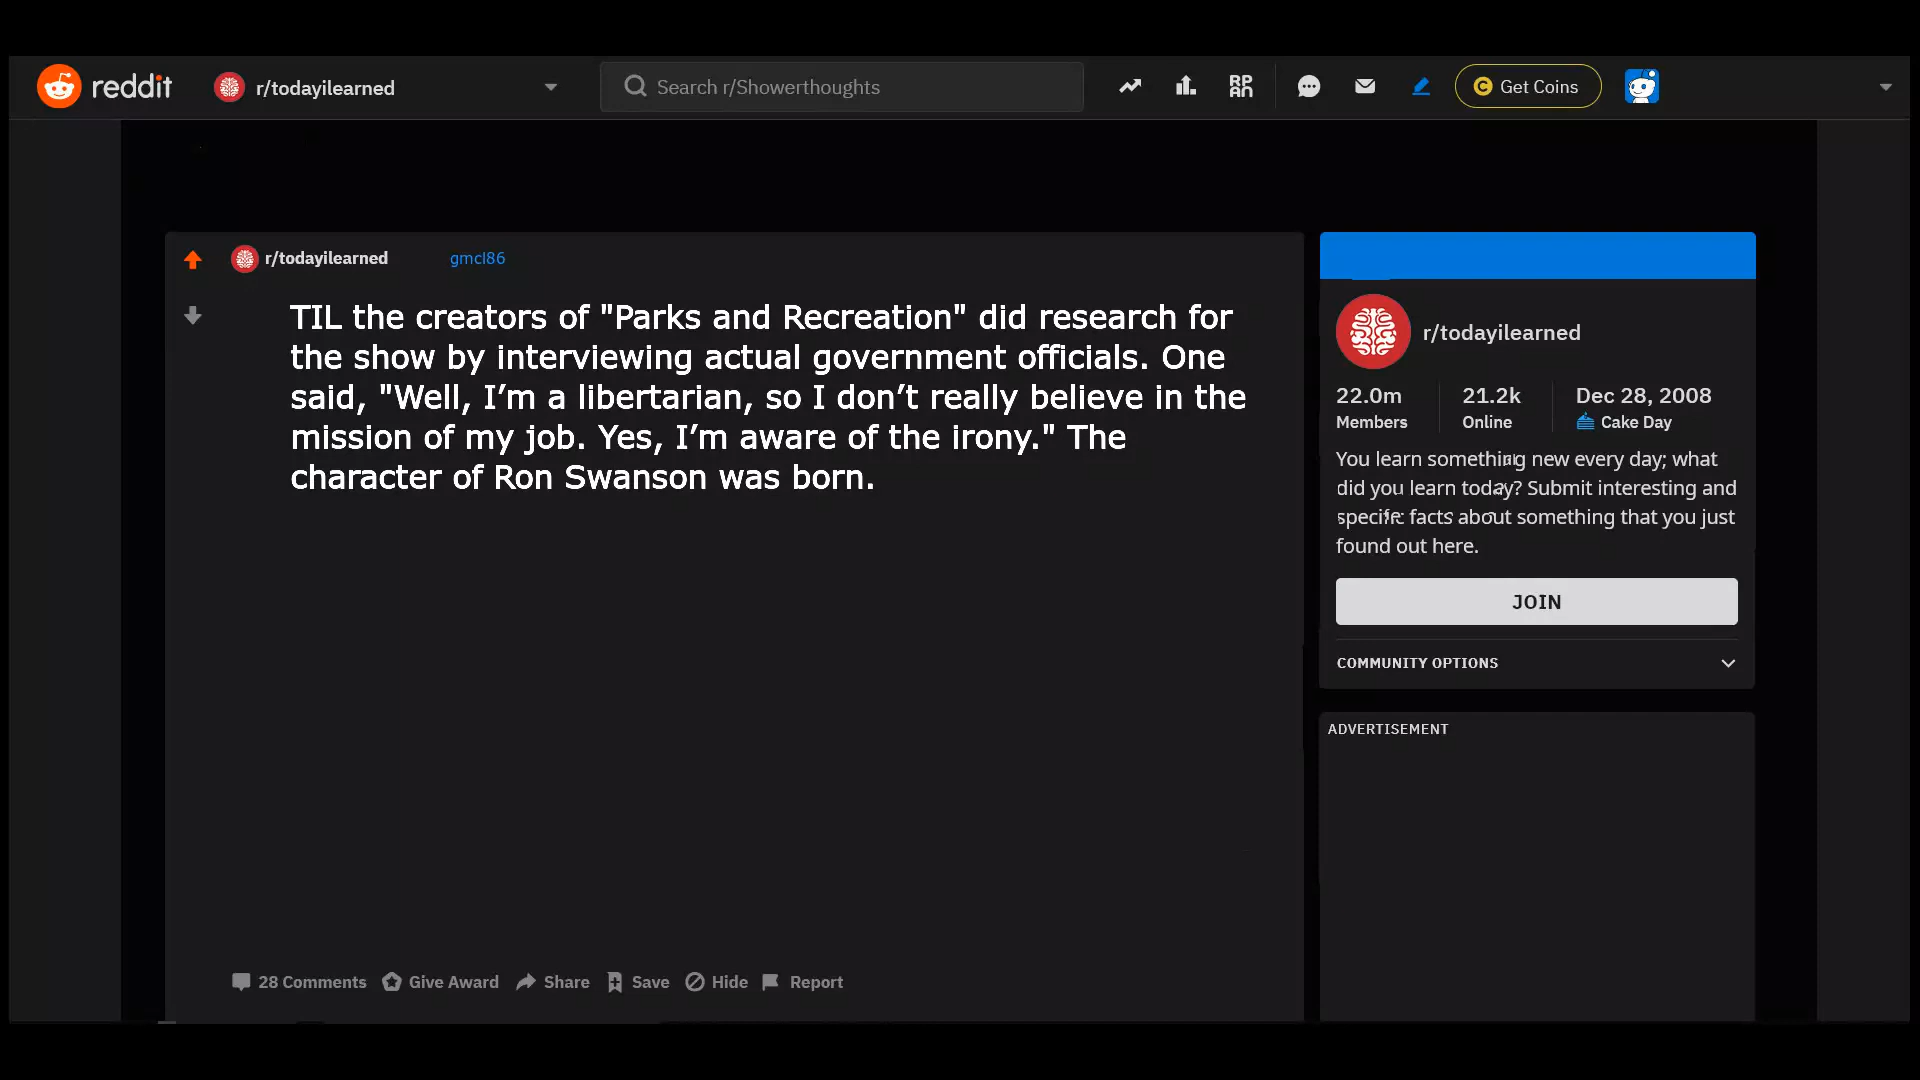 reddit
r/todayilearned
Search r/Showerthoughts
RPAN
Get Coins
r/todayilearned
gmcl86
TIL the creators of "Parks and Recreation" did research for
the show by interviewing actual government officials. One
said, "Well, I’m a libertarian, so I don’t really believe in the
mission of my job. Yes, I’m aware of the irony." The
character of Ron Swanson was born.
28 Comments
Give Award
Share
Save
Hide
Report
r/todayilearned
22.0m
Members
21.2k
Online
Dec 28, 2008
Cake Day
You learn something new every day; what
did you learn today? Submit interesting and
specific facts about something that you just
found out here.
JOIN
COMMUNITY OPTIONS
ADVERTISEMENT